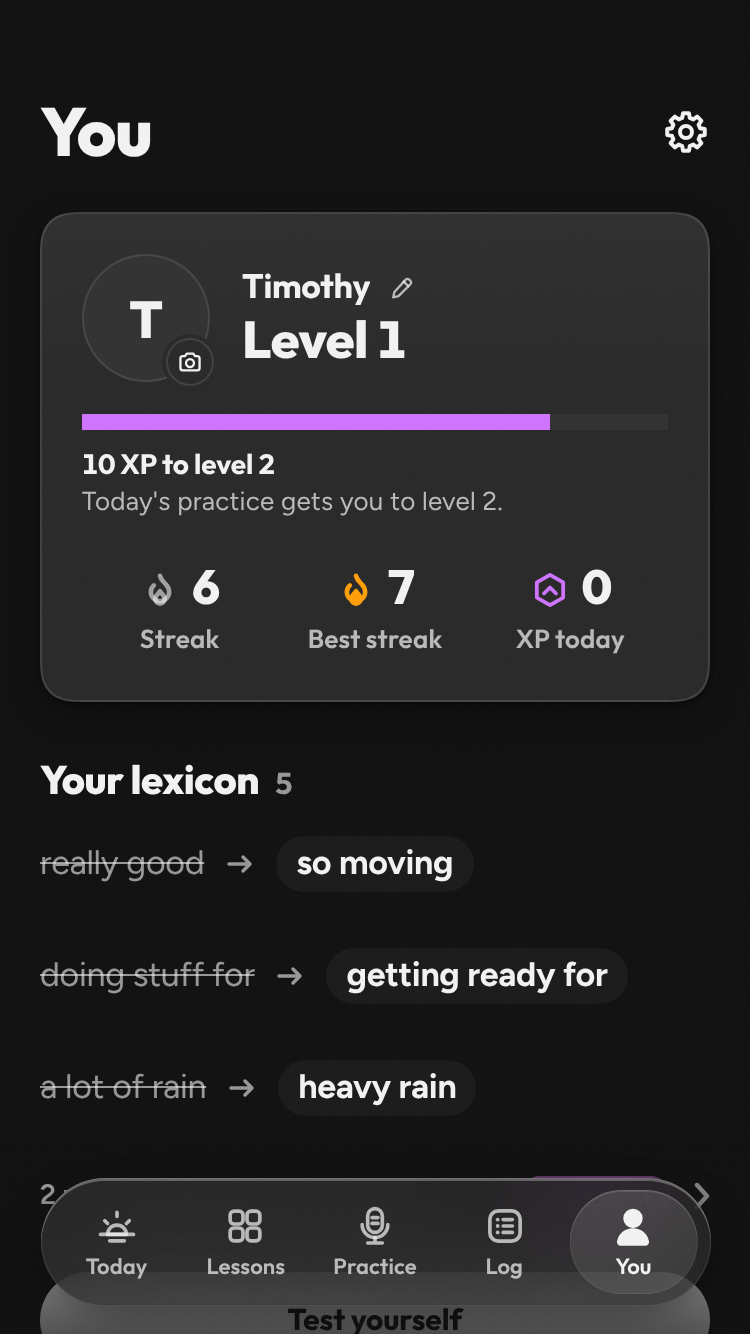 You
T
Timothy
Level 1
10 XP to level 2
Today's practice gets you to level 2.
6
Streak
7
Best streak
0
XP today
Your lexicon 5
really good → so moving
doing stuff for → getting ready for
a lot of rain → heavy rain
2
Today
Lessons
Practice
Log
You
Test yourself